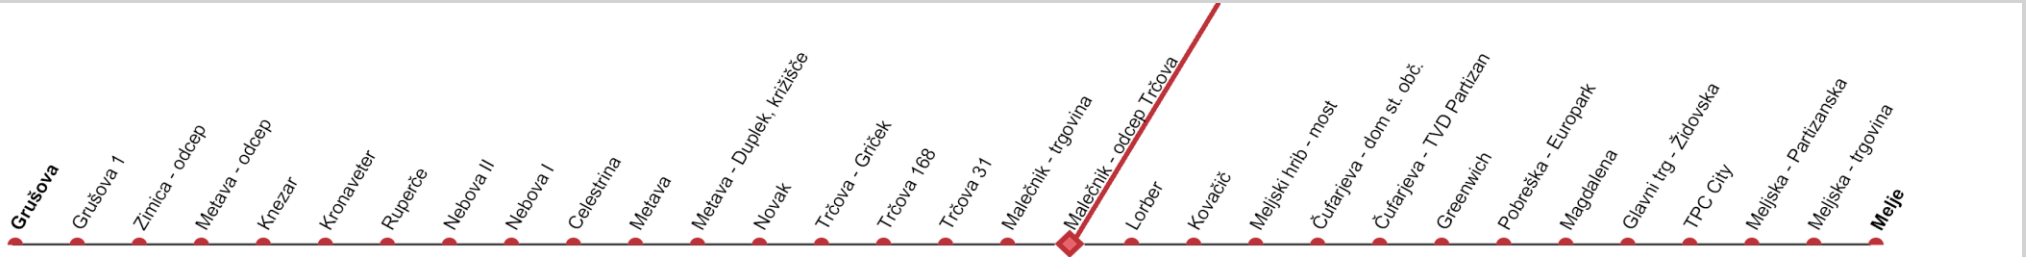 Grušova
Grušova 1
Zimica - odcep
Metava - odcep
Knezar
Kronaveter
Ruperče
Nebova II
Nebova I
Celestrina
Metava
Metava - Duplek, križišče
Novak
Trčova - Griček
Trčova 168
Trčova 31
Malečnik - trgovina
Malečnik - odcep Trčova
Lorber
Kovačič
Meljski hrib - most
Čufarjeva - dom st. obč.
Čufarjeva - TVD Partizan
Greenwich
Pobreška - Europark
Magdalena
Glavni trg - Židovska
TPC City
Meljska - Partizanska
Meljska - trgovina
Melje